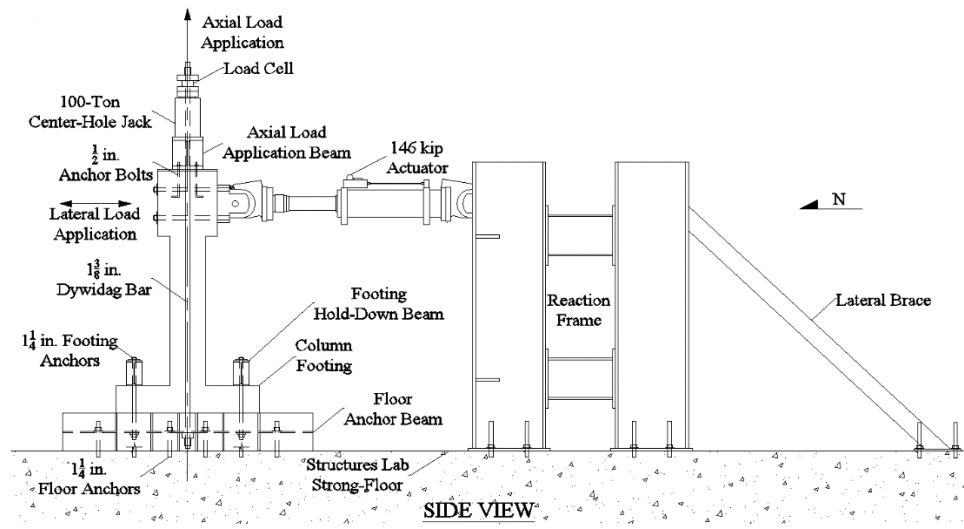 Axial Load
Application
Load Cell
100-Ton
Center-Hole Jack
Axial Load
Application Beam
1/2 in.
Anchor Bolts
146 kip
Actuator
Lateral Load
Application
N
1 3/8 in.
Dywidag Bar
Footing
Hold-Down Beam
Reaction
Frame
Lateral Brace
1 1/4 in. Footing
Anchors
Column
Footing
Floor
Anchor Beam
1 1/4 in.
Floor Anchors
Structures Lab
Strong-Floor
SIDE VIEW